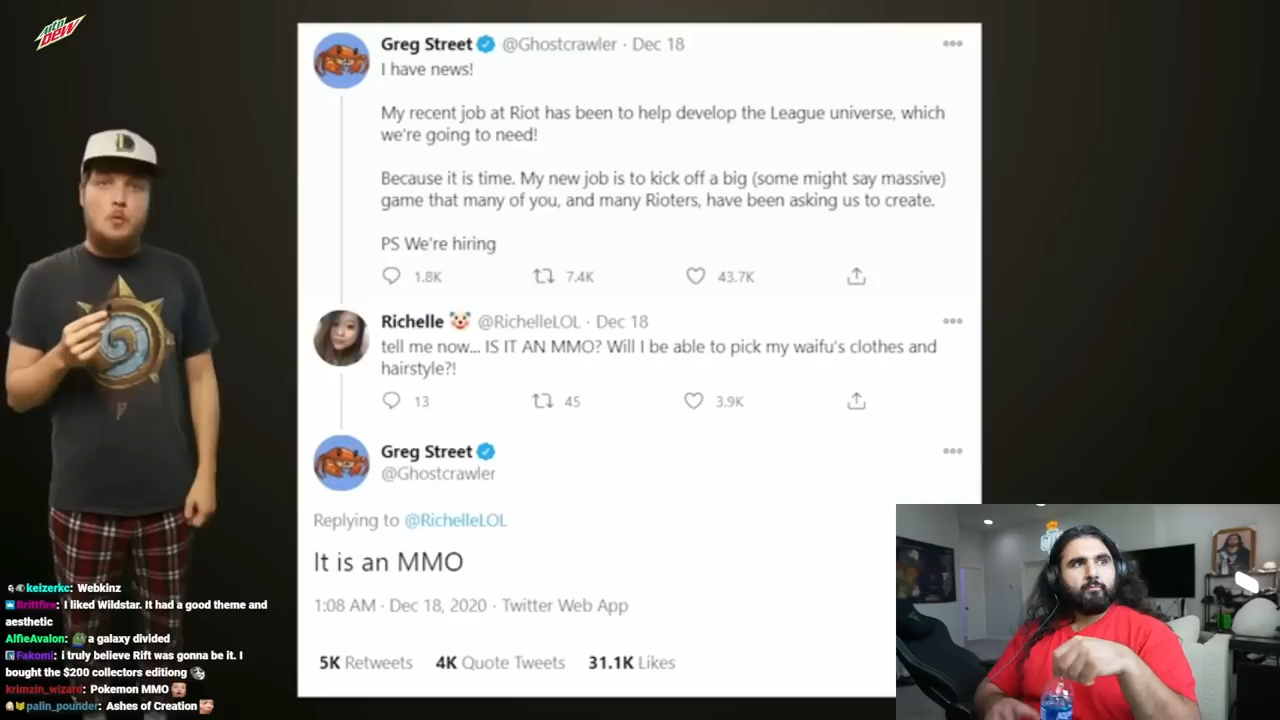 mtn DEW
Greg Street @Ghostcrawler · Dec 18
I have news!
My recent job at Riot has been to help develop the League universe, which
we're going to need!
Because it is time. My new job is to kick off a big (some might say massive)
game that many of you, and many Rioters, have been asking us to create.
PS We're hiring
1.8K 7.4K 43.7K
Richelle 🤡 @RichelleLOL · Dec 18
tell me now... IS IT AN MMO? Will I be able to pick my waifu's clothes and
hairstyle?!
13 45 3.9K
Greg Street
@Ghostcrawler
Replying to @RichelleLOL
It is an MMO
1:08 AM · Dec 18, 2020 · Twitter Web App
5K Retweets 4K Quote Tweets 31.1K Likes
keizerkc: Webkinz
Brittfire: I liked Wildstar. It had a good theme and
aesthetic
AlfieAvalon: a galaxy divided
Fakomi: i truly believe Rift was gonna be it. I
bought the $200 collectors editiong
krimzin_wizard: Pokemon MMO
palin_pounder: Ashes of Creation